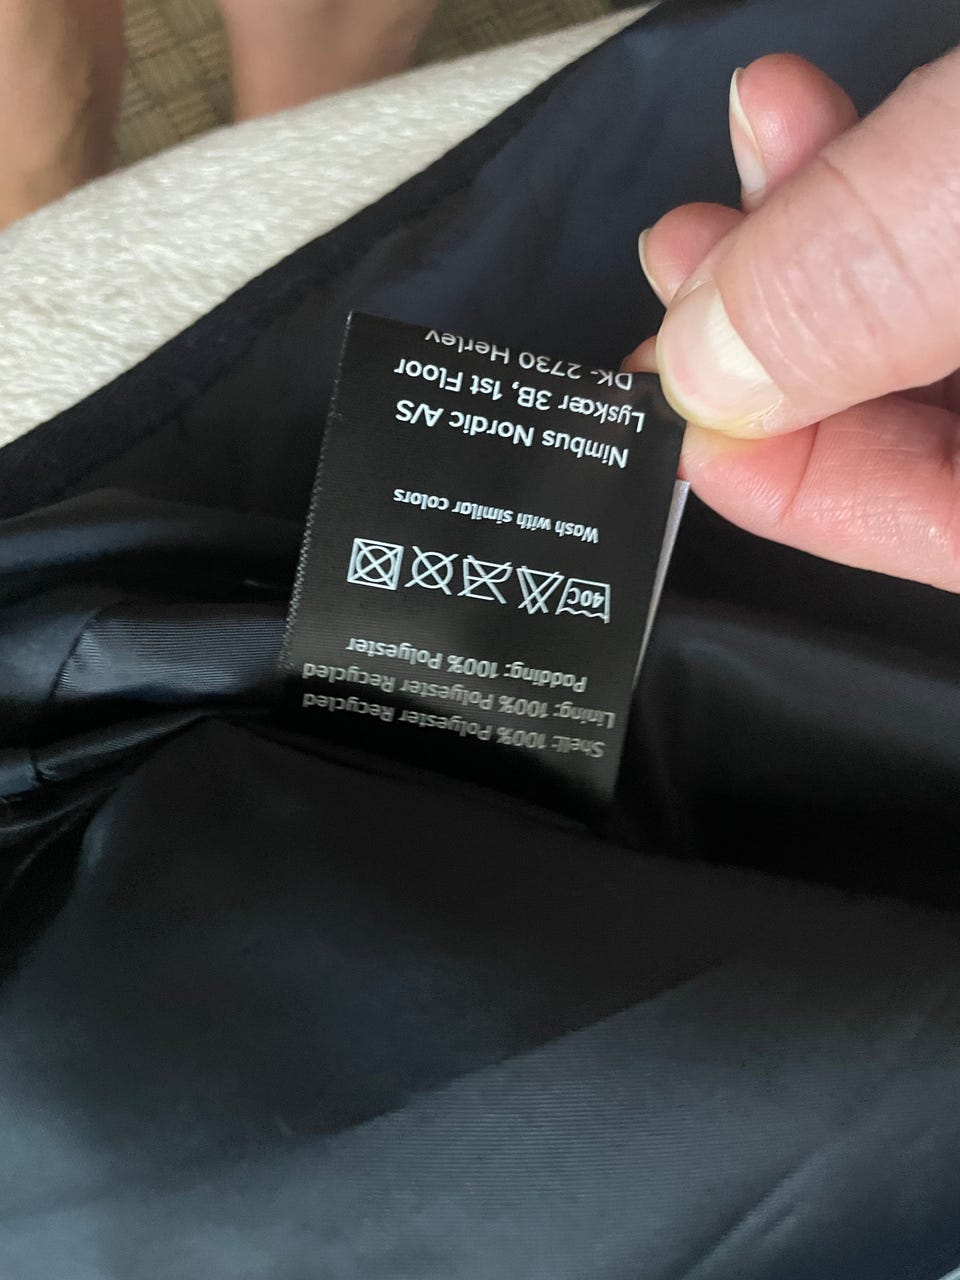 Shell: 100% Polyester Recycled
Lining: 100% Polyester Recycled
Padding: 100% Polyester
40C
Wash with similar colors
Nimbus Nordic A/S
Lyskær 3B, 1st Floor
DK- 2730 Herlev